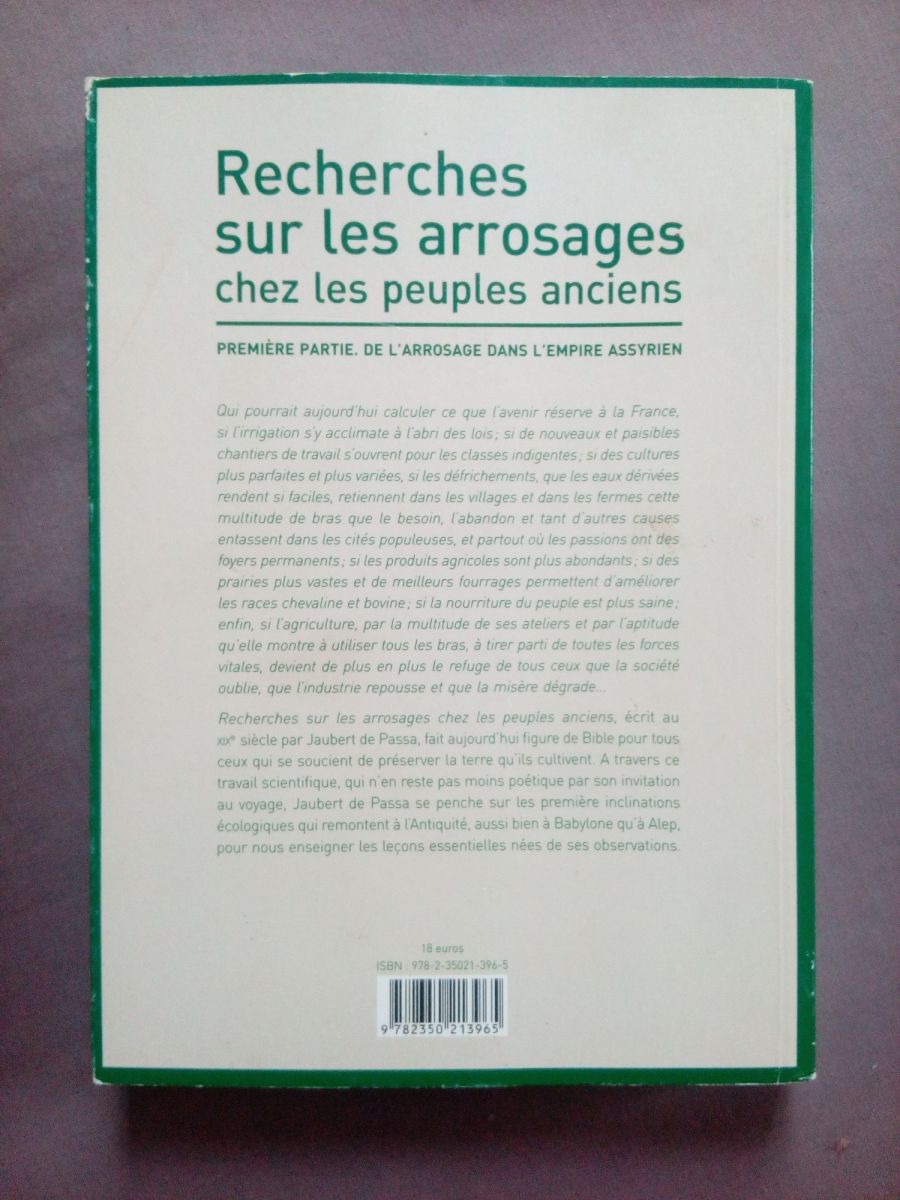 Recherches
sur les arrosages
chez les peuples anciens
PREMIÈRE PARTIE. DE L'ARROSAGE DANS L'EMPIRE ASSYRIEN
Qui pourrait aujourd'hui calculer ce que l'avenir réserve à la France,
si l'irrigation s'y acclimate à l'abri des lois ; si de nouveaux et paisibles
chantiers de travail s'ouvrent pour les classes indigentes ; si des cultures
plus parfaites et plus variées, si les défrichements, que les eaux dérivées
rendent si faciles, retiennent dans les villages et dans les fermes cette
multitude de bras que le besoin, l'abandon et tant d'autres causes
entassent dans les cités populeuses, et partout où les passions ont des
foyers permanents ; si les produits agricoles sont plus abondants ; si des
prairies plus vastes et de meilleurs fourrages permettent d'améliorer
les races chevaline et bovine ; si la nourriture du peuple est plus saine ;
enfin, si l'agriculture, par la multitude de ses ateliers et par l'aptitude
qu'elle montre à utiliser tous les bras, à tirer parti de toutes les forces
vitales, devient de plus en plus le refuge de tous ceux que la société
oublie, que l'industrie repousse et que la misère dégrade...
Recherches sur les arrosages chez les peuples anciens, écrit au
XIXe siècle par Jaubert de Passa, fait aujourd'hui figure de Bible pour tous
ceux qui se soucient de préserver la terre qu'ils cultivent. A travers ce
travail scientifique, qui n'en reste pas moins poétique par son invitation
au voyage, Jaubert de Passa se penche sur les première inclinations
écologiques qui remontent à l'Antiquité, aussi bien à Babylone qu'à Alep,
pour nous enseigner les leçons essentielles nées de ses observations.
18 euros
ISBN : 978-2-35021-396-5
9 782350 213965